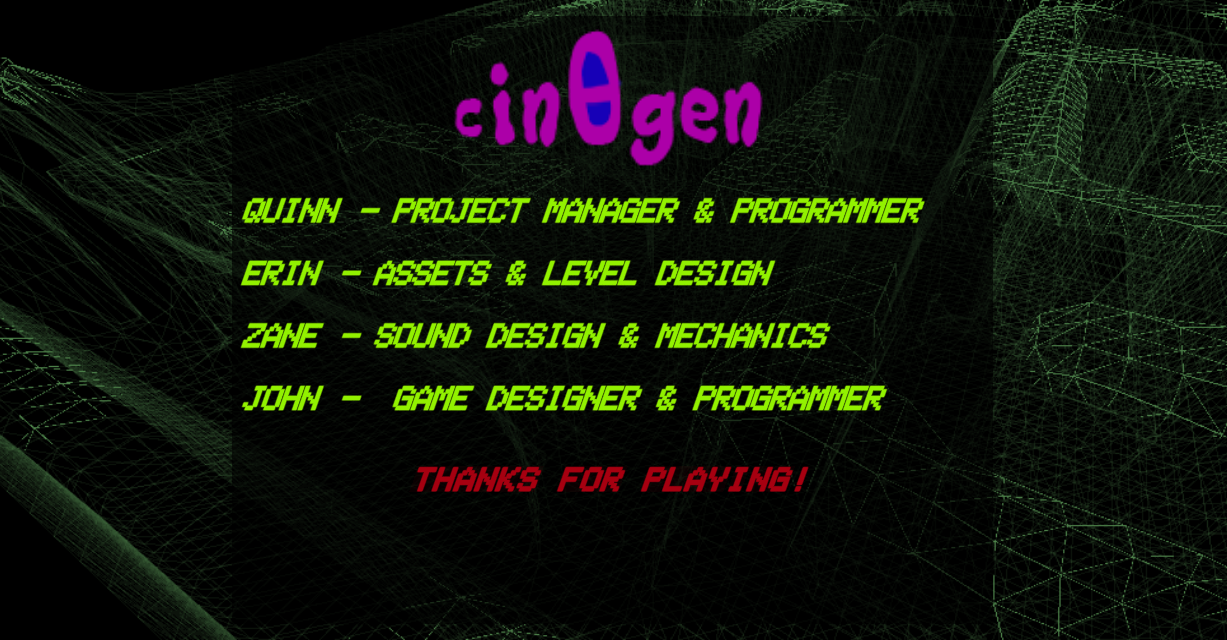 cinθgen
QUINN - PROJECT MANAGER & PROGRAMMER
ERIN - ASSETS & LEVEL DESIGN
ZANE - SOUND DESIGN & MECHANICS
JOHN - GAME DESIGNER & PROGRAMMER
THANKS FOR PLAYING!